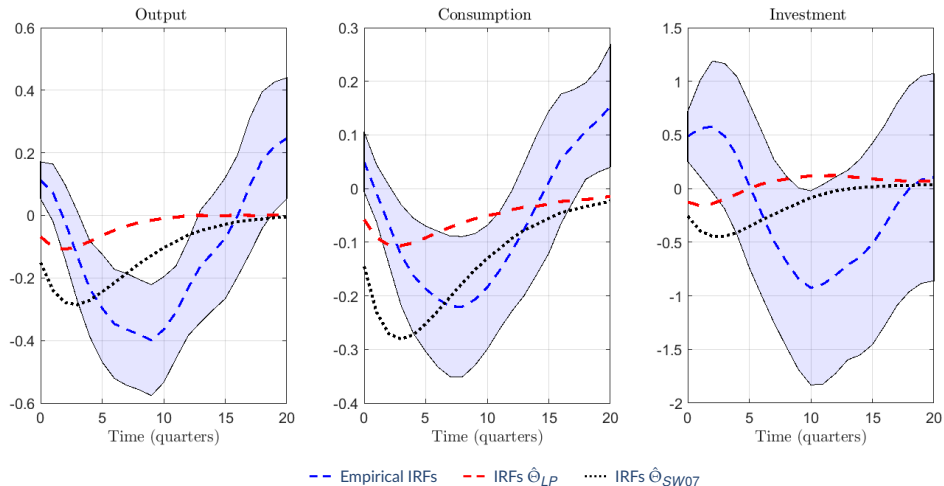 Output
Consumption
Investment
0.6
0.4
0.2
0
-0.2
-0.4
-0.6
0 5 10 15 20
Time (quarters)
0.3
0.2
0.1
0
-0.1
-0.2
-0.3
-0.4
0 5 10 15 20
Time (quarters)
1.5
1
0.5
0
-0.5
-1
-1.5
-2
0 5 10 15 20
Time (quarters)
Empirical IRFs IRFs Θ̂_LP IRFs Θ̂_SW07